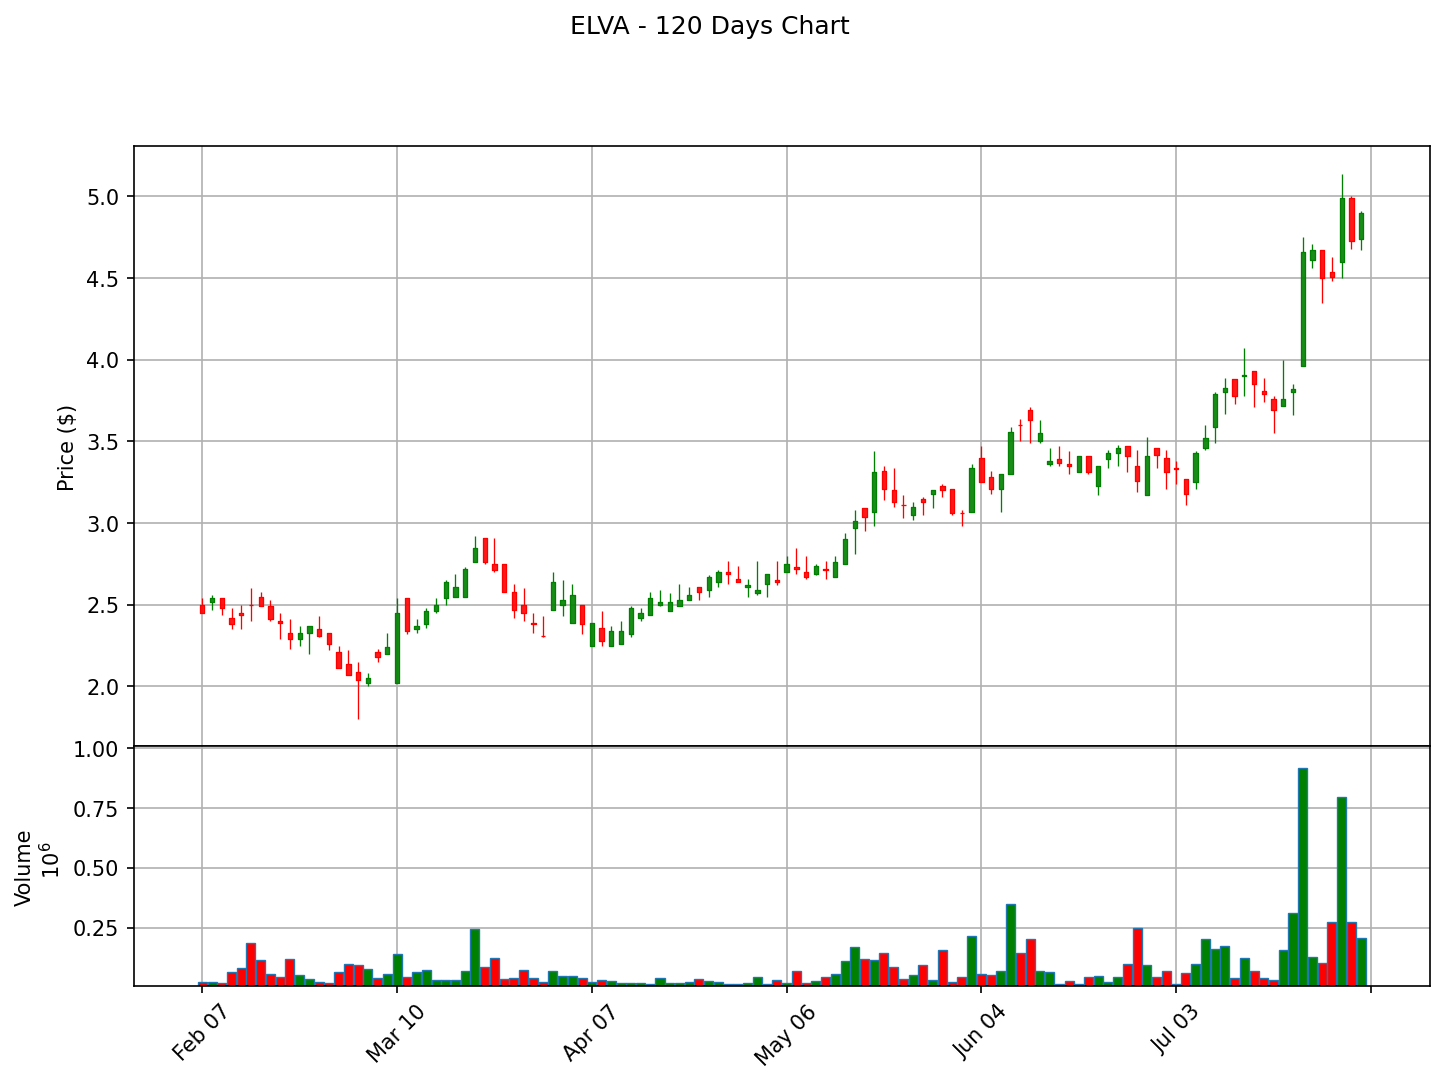 ELVA - 120 Days Chart
5.0
4.5
4.0
3.5
3.0
2.5
2.0
Price ($)
1.00
0.75
0.50
0.25
Volume
10⁶
Feb 07
Mar 10
Apr 07
May 06
Jun 04
Jul 03